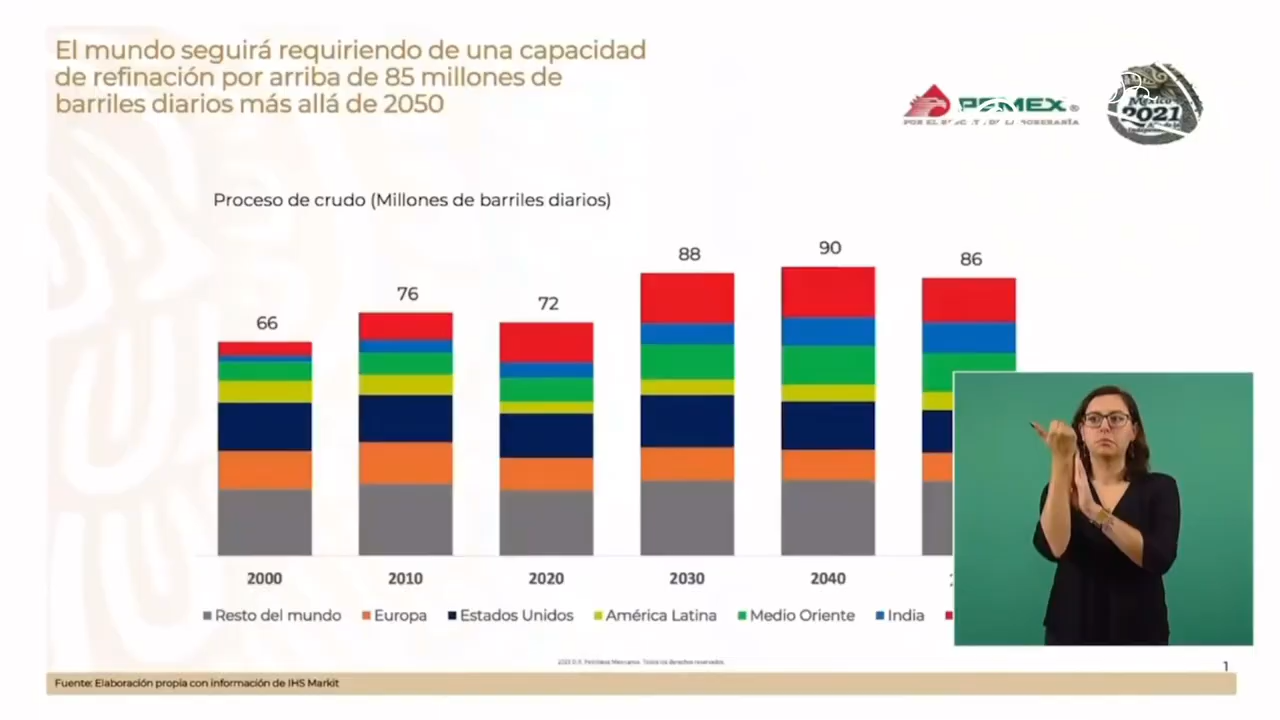 El mundo seguirá requiriendo de una capacidad
de refinación por arriba de 85 millones de
barriles diarios más allá de 2050
PEMEX®
México
2021
Proceso de crudo (Millones de barriles diarios)
66
76
72
88
90
86
2000
2010
2020
2030
2040
Resto del mundo
Europa
Estados Unidos
América Latina
Medio Oriente
India
1
Fuente: Elaboración propia con información de IHS Markit